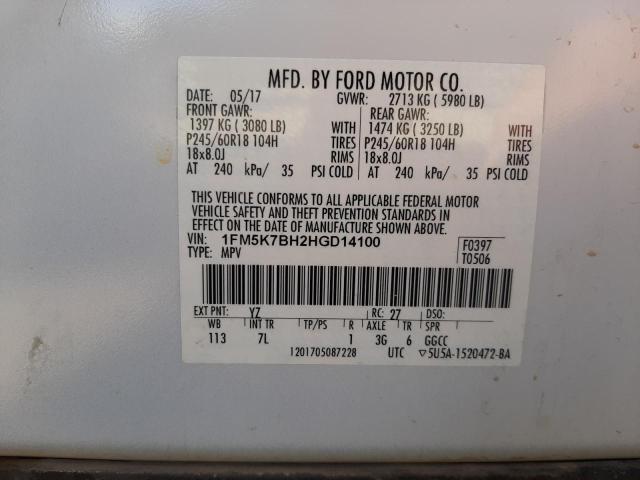 MFD. BY FORD MOTOR CO.
DATE: 05/17 GVWR: 2713 KG ( 5980 LB)
FRONT GAWR: REAR GAWR:
1397 KG ( 3080 LB) WITH 1474 KG ( 3250 LB) WITH
P245/60R18 104H TIRES P245/60R18 104H TIRES
18x8.0J RIMS 18x8.0J RIMS
AT 240 kPa/ 35 PSI COLD AT 240 kPa/ 35 PSI COLD
THIS VEHICLE CONFORMS TO ALL APPLICABLE FEDERAL MOTOR
VEHICLE SAFETY AND THEFT PREVENTION STANDARDS IN
EFFECT ON THE DATE OF MANUFACTURE SHOWN ABOVE.
VIN: 1FM5K7BH2HGD14100 F0397
TYPE: MPV T0506
EXT PNT: YZ RC: 27 DSO:
WB INT TR TP/PS R AXLE TR SPR
113 7L 1 3G 6 GGCC
1201705087228 UTC ▽5U5A-1520472-BA